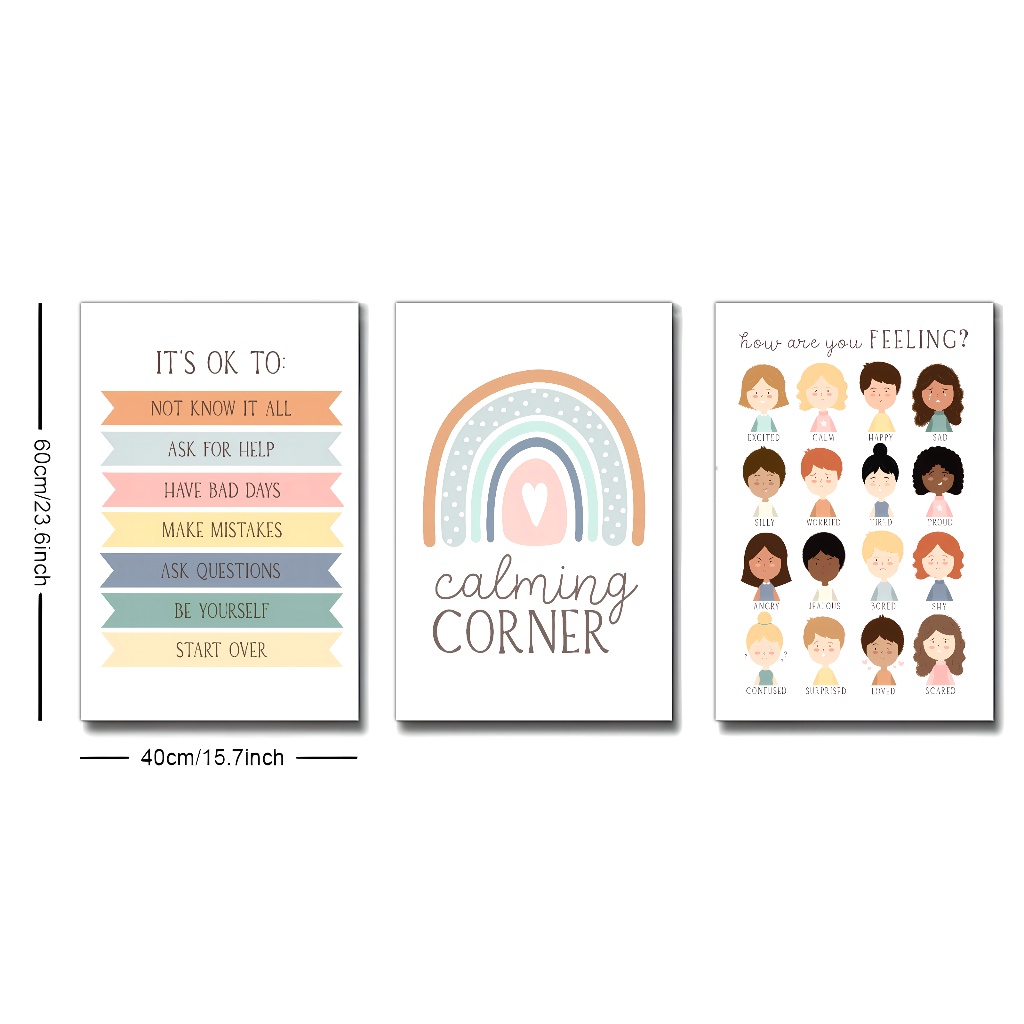 60cm/23.6inch
40cm/15.7inch
IT'S OK TO:
NOT KNOW IT ALL
ASK FOR HELP
HAVE BAD DAYS
MAKE MISTAKES
ASK QUESTIONS
BE YOURSELF
START OVER
calming
CORNER
how are you FEELING?
EXCITED CALM HAPPY SAD
SILLY WORRIED TIRED PROUD
ANGRY JEALOUS BORED SHY
CONFUSED SURPRISED LOVED SCARED